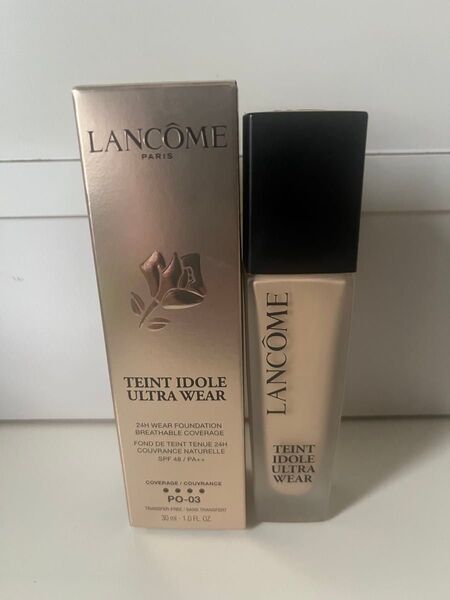 LANCÔME
PARIS
TEINT IDOLE
ULTRA WEAR
24H WEAR FOUNDATION
BREATHABLE COVERAGE
FOND DE TEINT TENUE 24H
COUVRANCE NATURELLE
SPF 48 / PA++
COVERAGE / COUVRANCE
PO-03
TRANSFER-FREE / SANS TRANSFERT
30 ml - 1.0 FL. OZ.
LANCÔME
TEINT
IDOLE
ULTRA
WEAR